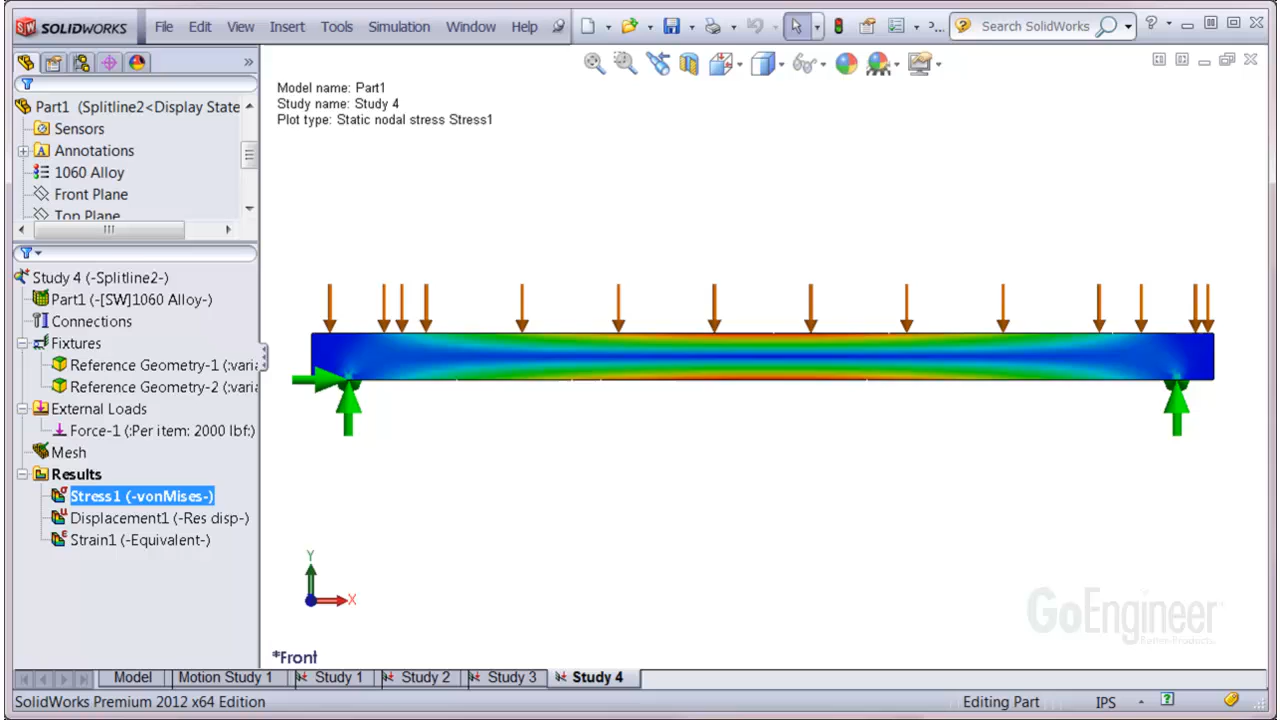 SW SOLIDWORKS File Edit View Insert Tools Simulation Window Help ... Search SolidWorks
Model name: Part1
Study name: Study 4
Plot type: Static nodal stress Stress1
Part1 (Splitline2<Display State
Sensors
Annotations
1060 Alloy
Front Plane
Top Plane
Study 4 (-Splitline2-)
Part1 (-[SW]1060 Alloy-)
Connections
Fixtures
Reference Geometry-1 (:varia
Reference Geometry-2 (:varia
External Loads
Force-1 (:Per item: 2000 lbf:)
Mesh
Results
Stress1 (-vonMises-)
Displacement1 (-Res disp-)
Strain1 (-Equivalent-)
Y
X
GoEngineer
*Front
Model Motion Study 1 Study 1 Study 2 Study 3 Study 4
SolidWorks Premium 2012 x64 Edition Editing Part IPS